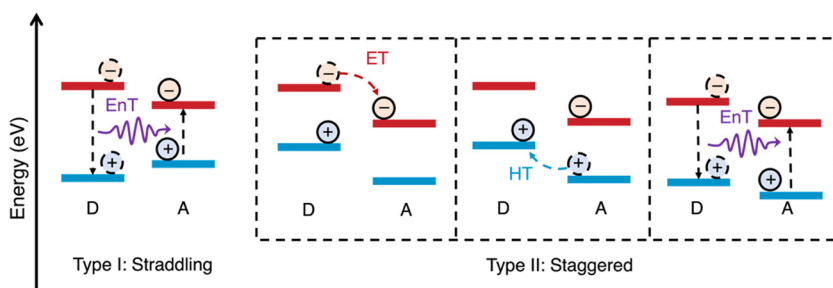 Energy (eV)
EnT
D
A
Type I: Straddling
ET
D
A
HT
D
A
EnT
D
A
Type II: Staggered